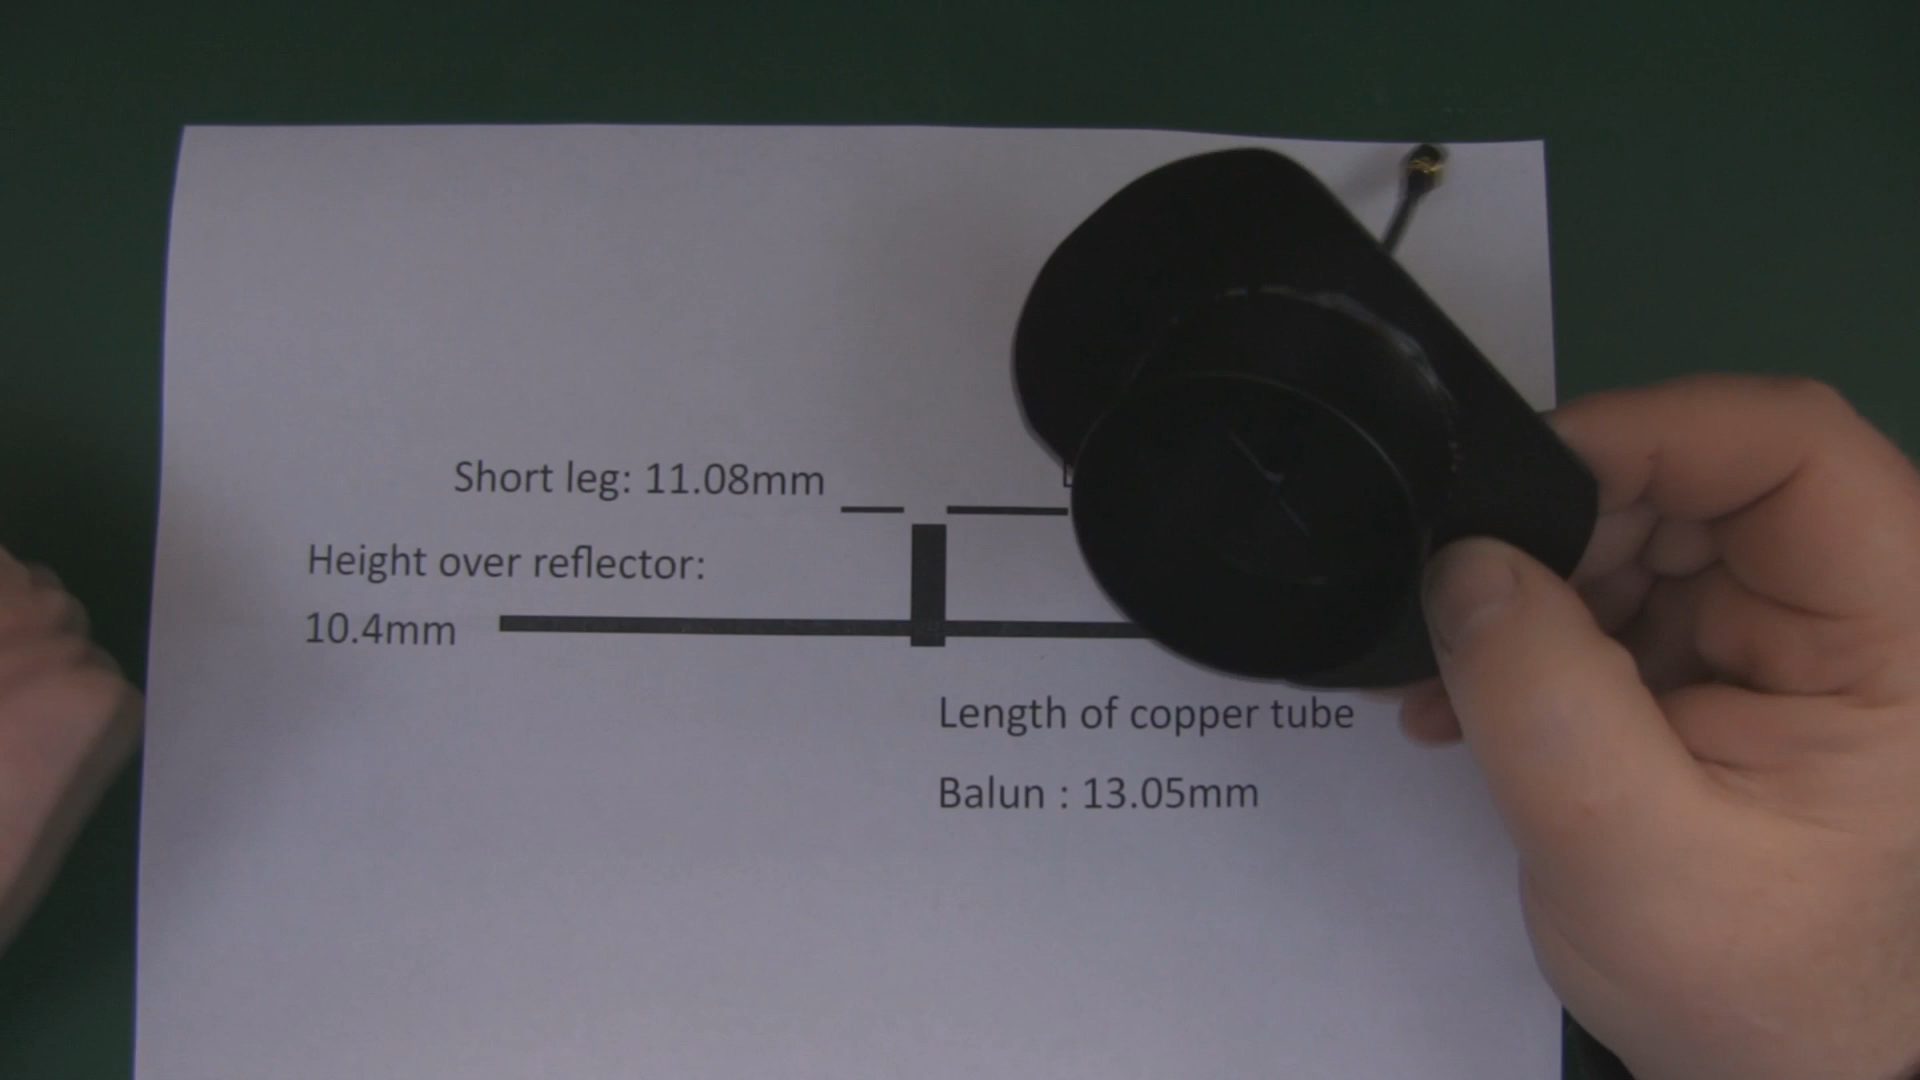 Short leg: 11.08mm
Height over reflector:
10.4mm
Length of copper tube
Balun : 13.05mm